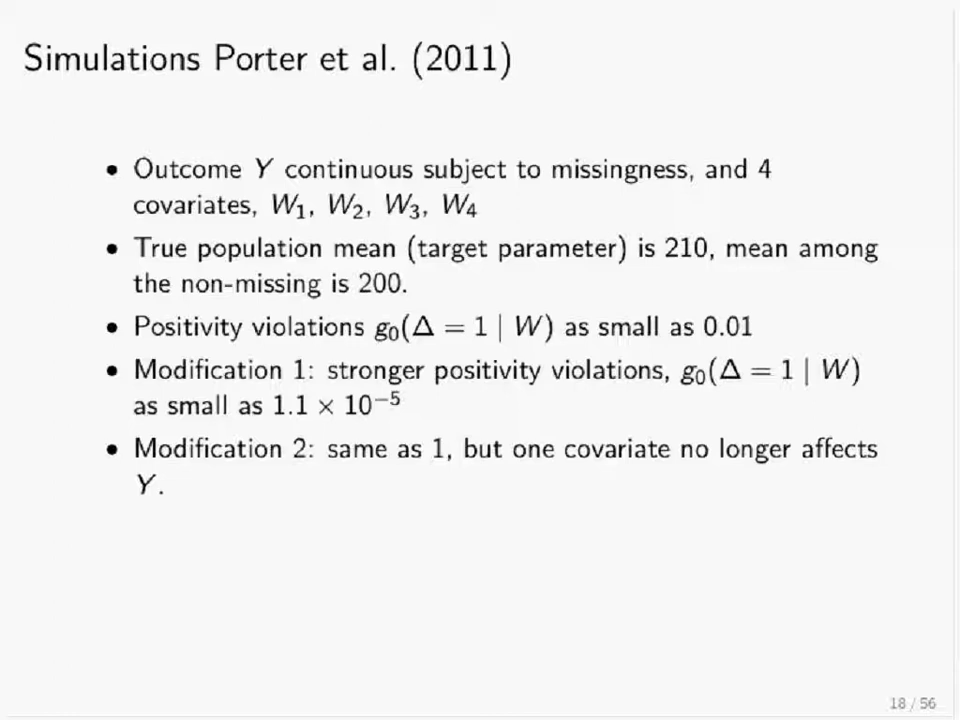 Simulations Porter et al. (2011)
• Outcome Y continuous subject to missingness, and 4
covariates, W₁, W₂, W₃, W₄
• True population mean (target parameter) is 210, mean among
the non-missing is 200.
• Positivity violations g₀(Δ = 1 | W) as small as 0.01
• Modification 1: stronger positivity violations, g₀(Δ = 1 | W)
as small as 1.1 × 10⁻⁵
• Modification 2: same as 1, but one covariate no longer affects
Y.
18 / 56